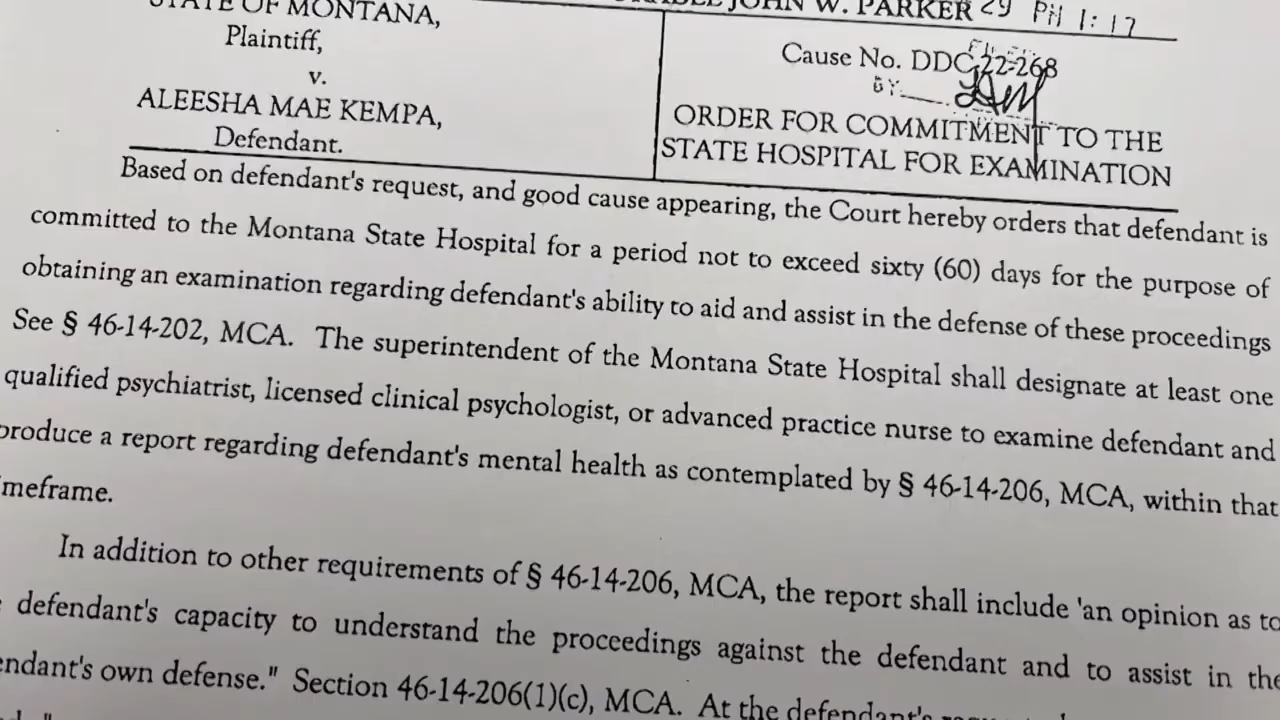 STATE OF MONTANA,
Plaintiff,
v.
ALEESHA MAE KEMPA,
Defendant.
JOHN W. PARKER 29 PM 1:17
Cause No. DDC-22-268
BY
ORDER FOR COMMITMENT TO THE
STATE HOSPITAL FOR EXAMINATION
Based on defendant's request, and good cause appearing, the Court hereby orders that defendant is
committed to the Montana State Hospital for a period not to exceed sixty (60) days for the purpose of
obtaining an examination regarding defendant's ability to aid and assist in the defense of these proceedings
See § 46-14-202, MCA. The superintendent of the Montana State Hospital shall designate at least one
qualified psychiatrist, licensed clinical psychologist, or advanced practice nurse to examine defendant and
produce a report regarding defendant's mental health as contemplated by § 46-14-206, MCA, within that
meframe.
In addition to other requirements of § 46-14-206, MCA, the report shall include 'an opinion as to
defendant's capacity to understand the proceedings against the defendant and to assist in the
endant's own defense." Section 46-14-206(1)(c), MCA. At the defendant's